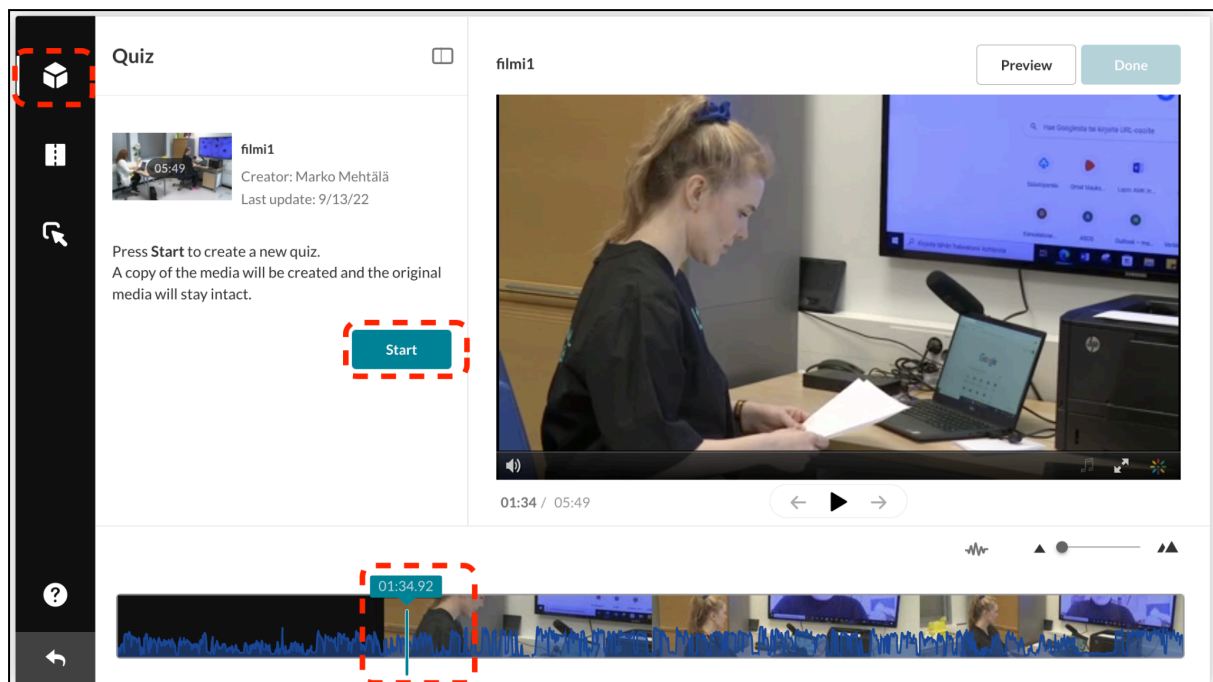 Quiz
05:49
filmi1
Creator: Marko Mehtälä
Last update: 9/13/22
Press Start to create a new quiz.
A copy of the media will be created and the original
media will stay intact.
Start
filmi1
Preview
Done
Google
hp
01:34 / 05:49
01:34.92